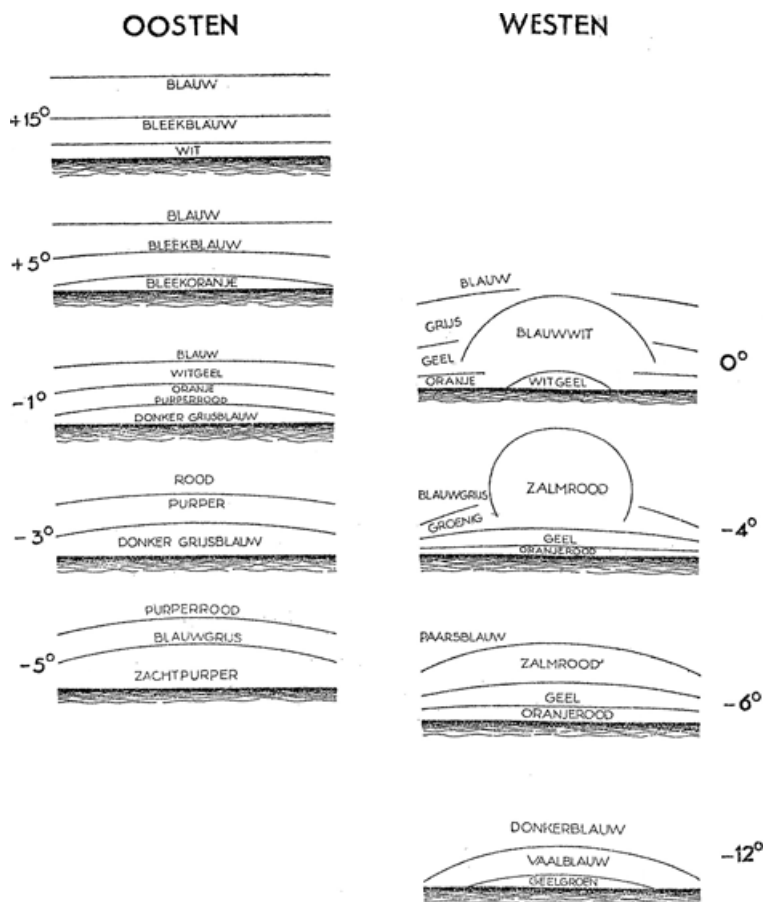 OOSTEN
+15°
BLAUW
BLEEKBLAUW
WIT
+5°
BLAUW
BLEEKBLAUW
BLEEKORANJE
-1°
BLAUW
WITGEEL
ORANJE
PURPERROOD
DONKER GRIJSBLAUW
-3°
ROOD
PURPER
DONKER GRIJSBLAUW
-5°
PURPERROOD
BLAUWGRIJS
ZACHTPURPER
WESTEN
BLAUW
GRIJS
BLAUWWIT
GEEL
ORANJE
WITGEEL
0°
BLAUWGRIJS
ZALMROOD
GROENIG
GEEL
ORANJEROOD
-4°
PAARSBLAUW
ZALMROOD
GEEL
ORANJEROOD
-6°
DONKERBLAUW
VAALBLAUW
GEELGROEN
-12°